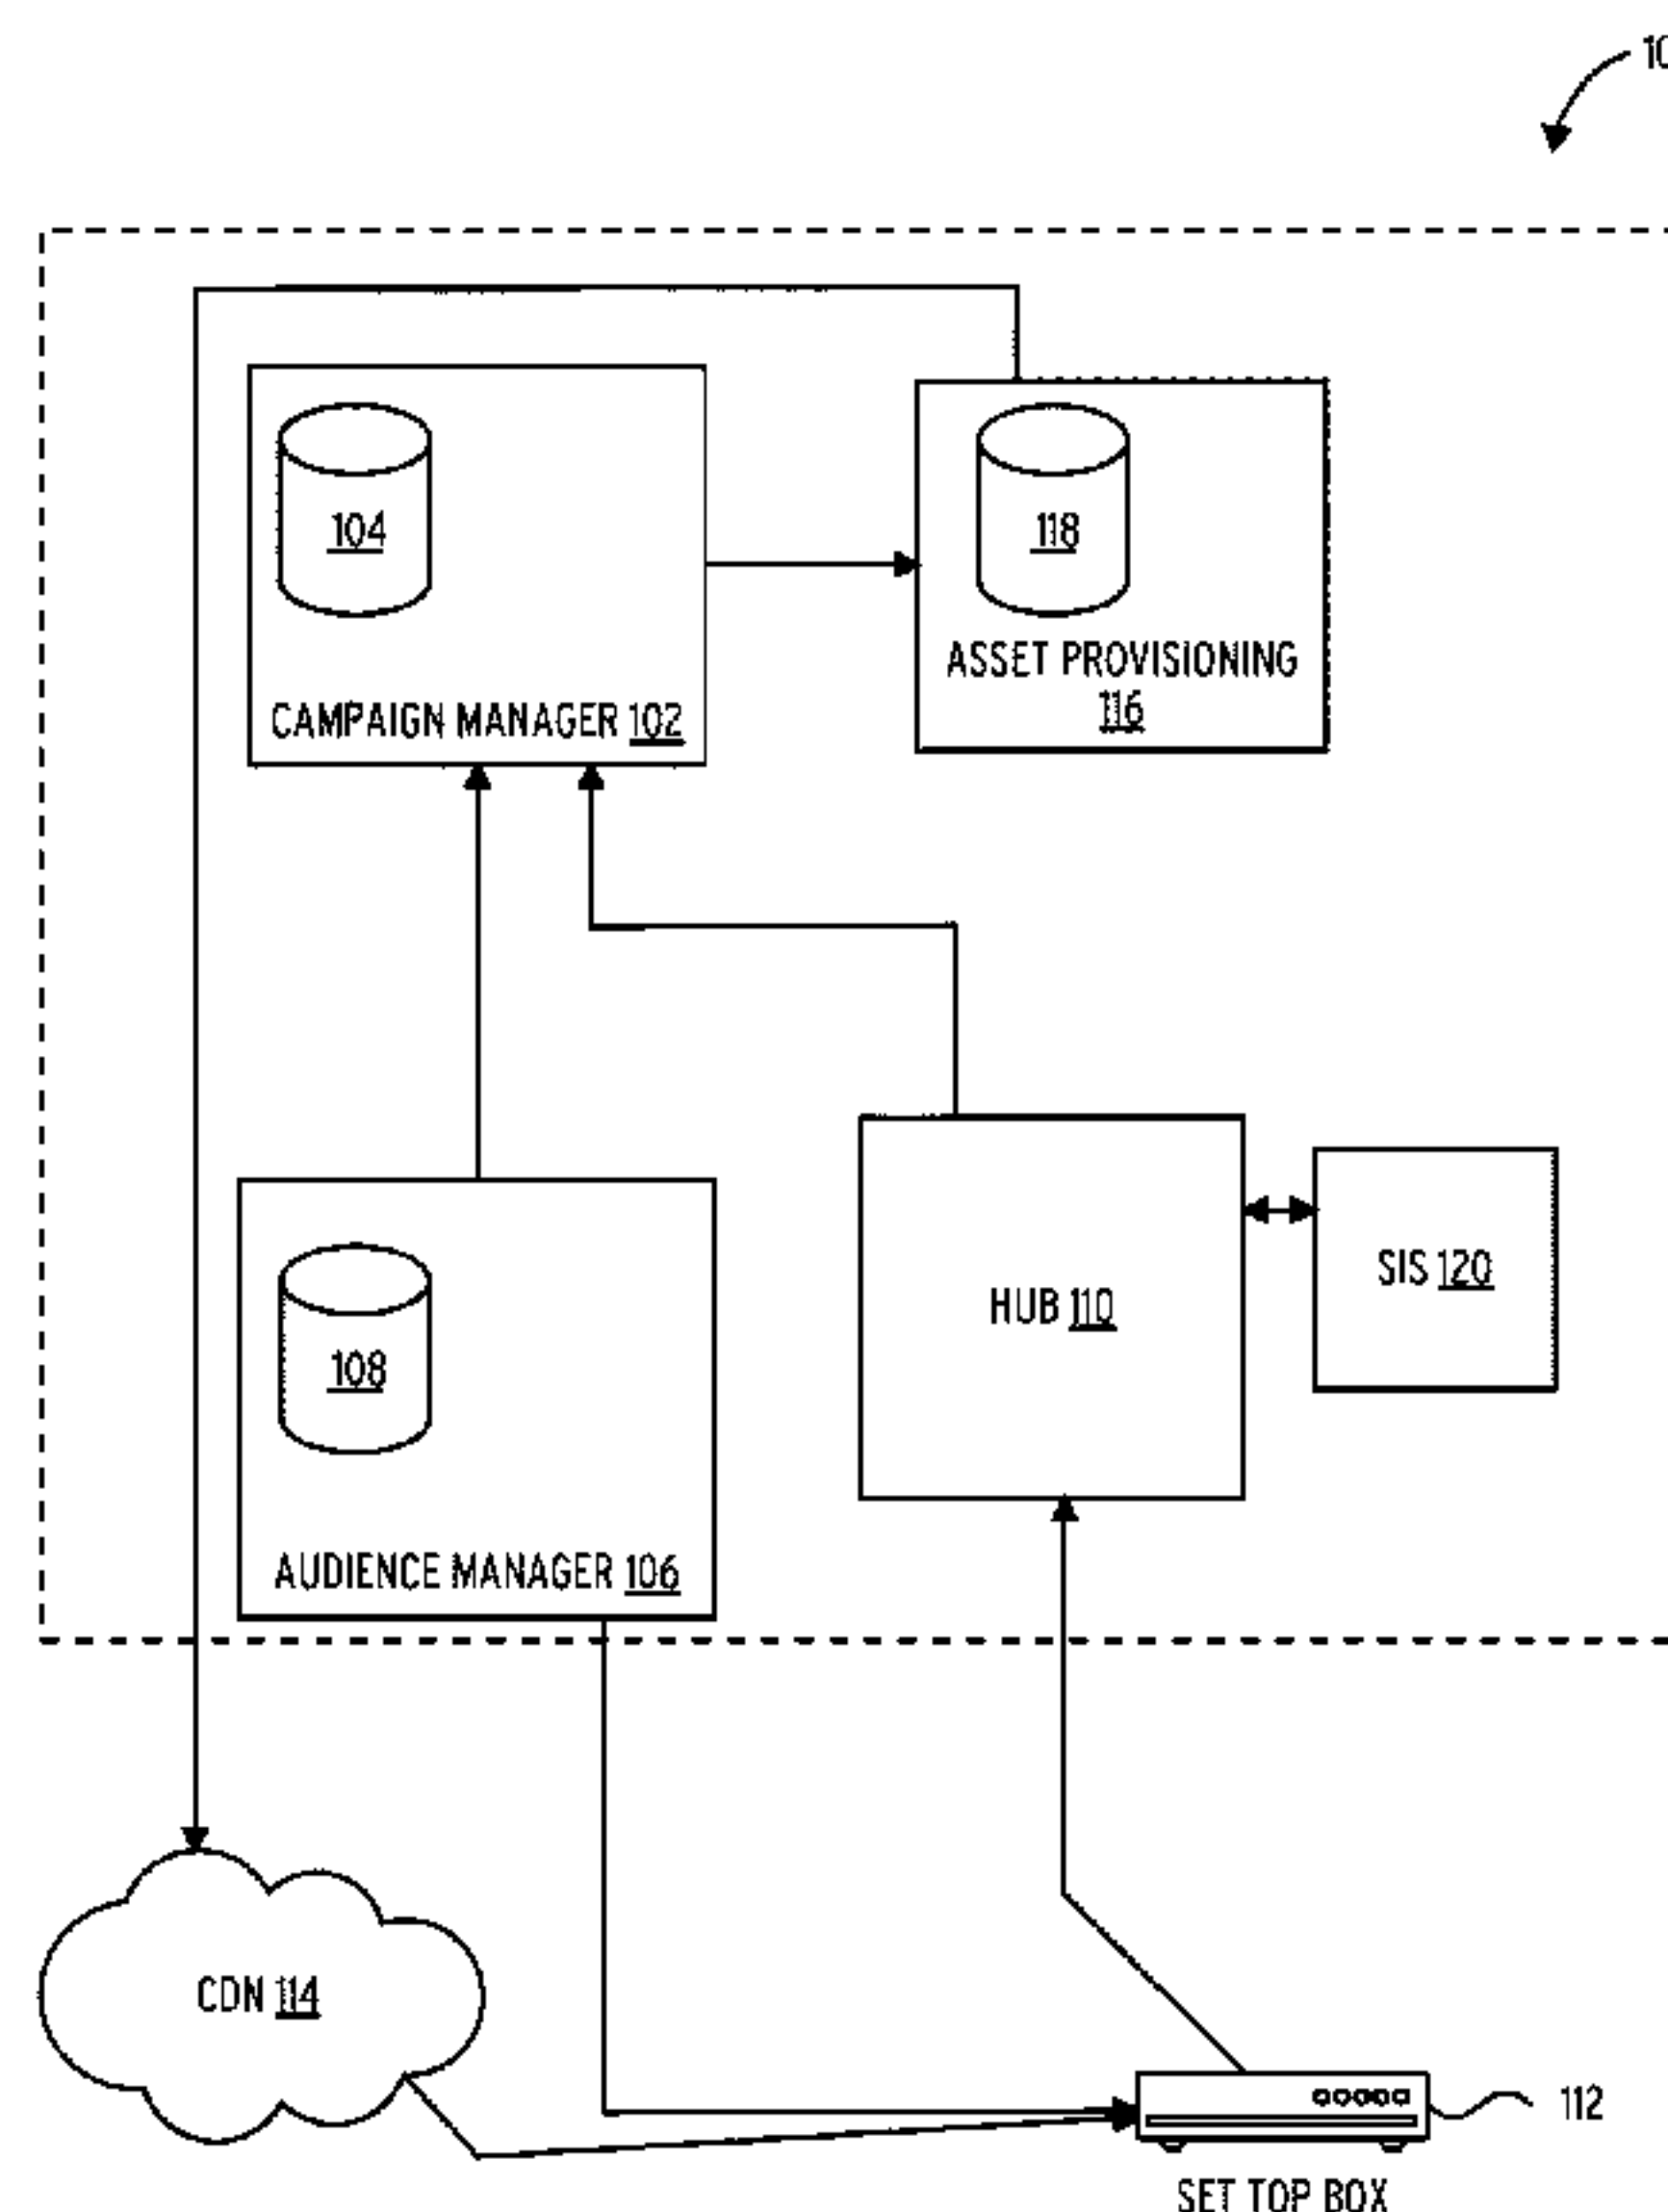 10
104
118
ASSET PROVISIONING
116
CAMPAIGN MANAGER 102
HUB 110
SIS 120
108
AUDIENCE MANAGER 106
CDN 114
112
SET TOP BOX